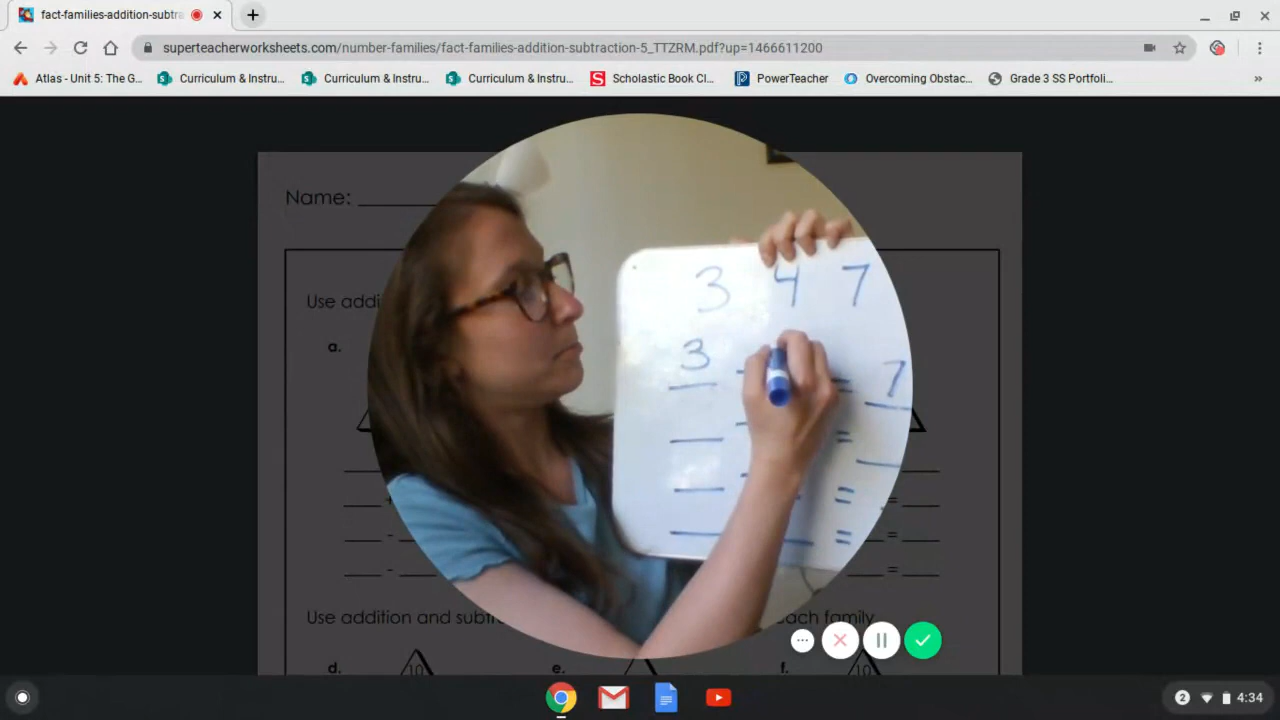 fact-families-addition-subtra
superteacherworksheets.com/number-families/fact-families-addition-subtraction-5_TTZRM.pdf?up=1466611200
Atlas - Unit 5: The G... Curriculum & Instru... Curriculum & Instru... Curriculum & Instru... Scholastic Book Cl... PowerTeacher Overcoming Obstac... Grade 3 SS Portfoli... »
Name:
Use addi
a.
3 4 7
3 = 7
=
=
=
+ =
- =
-
Use addition and subtr each family
d. 10 e. f. 10
2 4:34